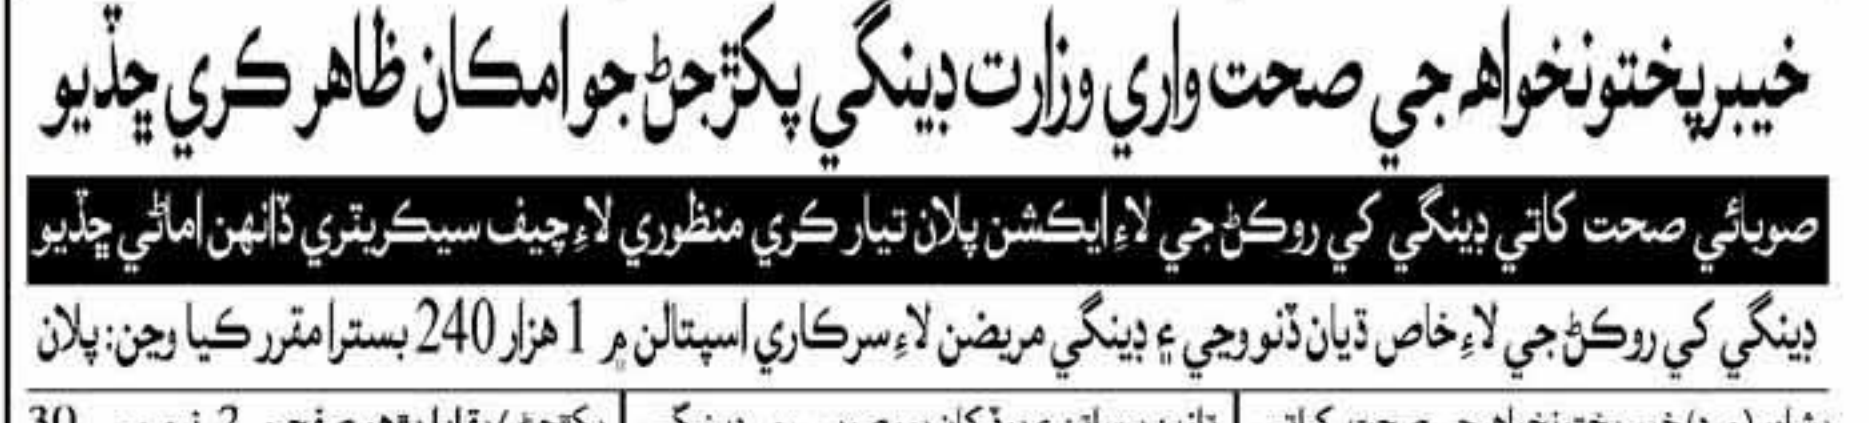 خيبرپختونخواهه جي صحت واري وزارت ڊينگي پکڙجڻ جو امڪان ظاهر ڪري ڇڏيو
صوبائي صحت کاتي ڊينگي کي روڪڻ جي لاءِ ايڪشن پلان تيار ڪري منظوري لاءِ چيف سيڪريٽري ڏانهن اماڻي ڇڏيو
ڊينگي کي روڪڻ جي لاءِ خاص ڌيان ڏنو وڃي ۽ ڊينگي مريضن لاءِ سرڪاري اسپتالن ۾ 1 هزار 240 بسترا مقرر ڪيا وڃن: پلان